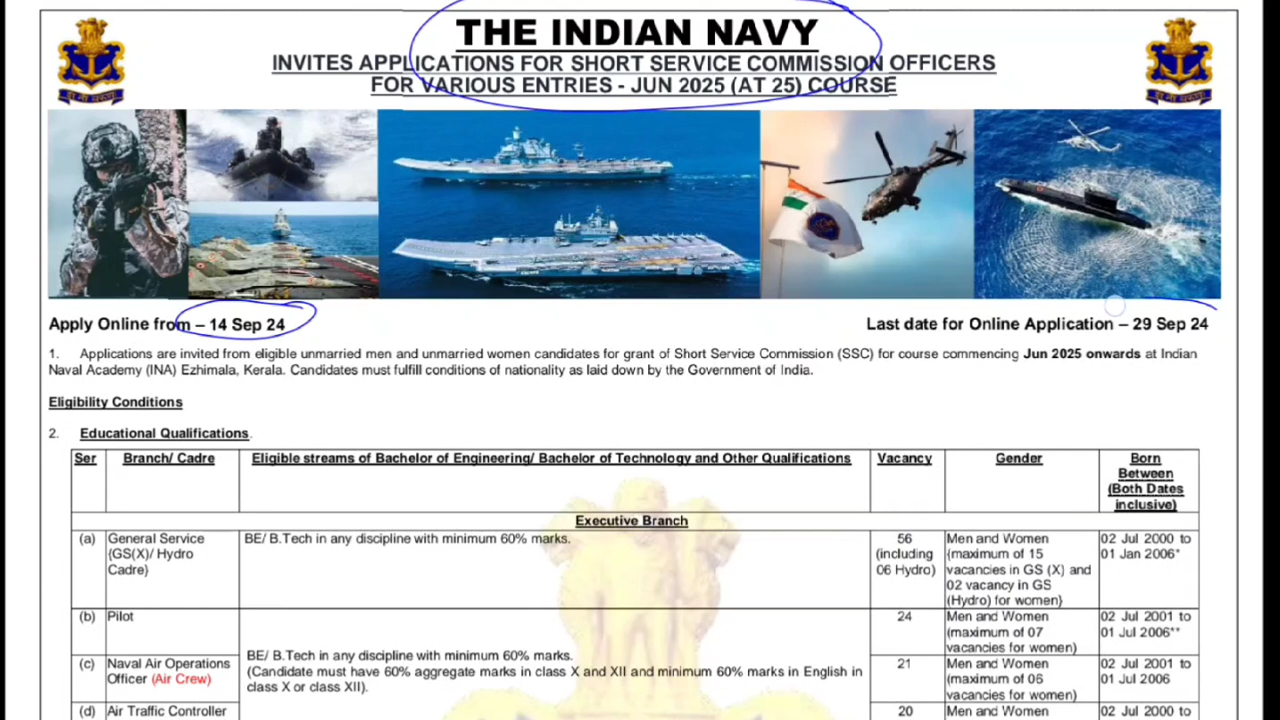 THE INDIAN NAVY
INVITES APPLICATIONS FOR SHORT SERVICE COMMISSION OFFICERS
FOR VARIOUS ENTRIES - JUN 2025 (AT 25) COURSE
Apply Online from – 14 Sep 24
Last date for Online Application – 29 Sep 24
1. Applications are invited from eligible unmarried men and unmarried women candidates for grant of Short Service Commission (SSC) for course commencing Jun 2025 onwards at Indian
Naval Academy (INA) Ezhimala, Kerala. Candidates must fulfill conditions of nationality as laid down by the Government of India.
Eligibility Conditions
2. Educational Qualifications.
Ser Branch/ Cadre Eligible streams of Bachelor of Engineering/ Bachelor of Technology and Other Qualifications Vacancy Gender Born
Between
(Both Dates
inclusive)
Executive Branch
(a) General Service BE/ B.Tech in any discipline with minimum 60% marks. 56 Men and Women 02 Jul 2000 to
{GS(X)/ Hydro (including {maximum of 15 01 Jan 2006*
Cadre} 06 Hydro) vacancies in GS (X) and
02 vacancy in GS
(Hydro) for women}
(b) Pilot 24 Men and Women 02 Jul 2001 to
(maximum of 07 01 Jul 2006**
vacancies for women)
BE/ B.Tech in any discipline with minimum 60% marks.
(Candidate must have 60% aggregate marks in class X and XII and minimum 60% marks in English in
class X or class XII).
(c) Naval Air Operations 21 Men and Women 02 Jul 2001 to
Officer (Air Crew) (maximum of 06 01 Jul 2006
vacancies for women)
(d) Air Traffic Controller 20 Men and Women 02 Jul 2000 to